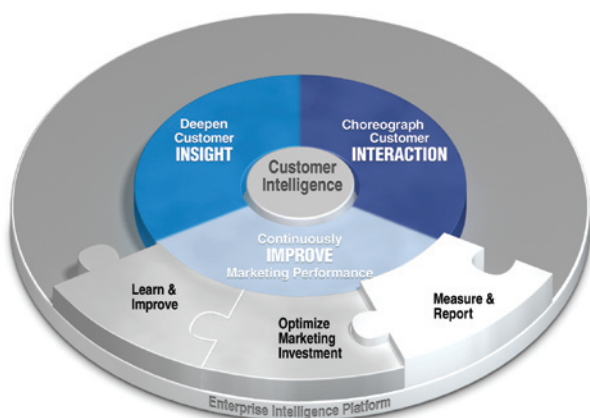 Deepen
Customer
INSIGHT
Choreograph
Customer
INTERACTION
Customer
Intelligence
Continuously
IMPROVE
Marketing Performance
Learn &
Improve
Optimize
Marketing
Investment
Measure &
Report
Enterprise Intelligence Platform